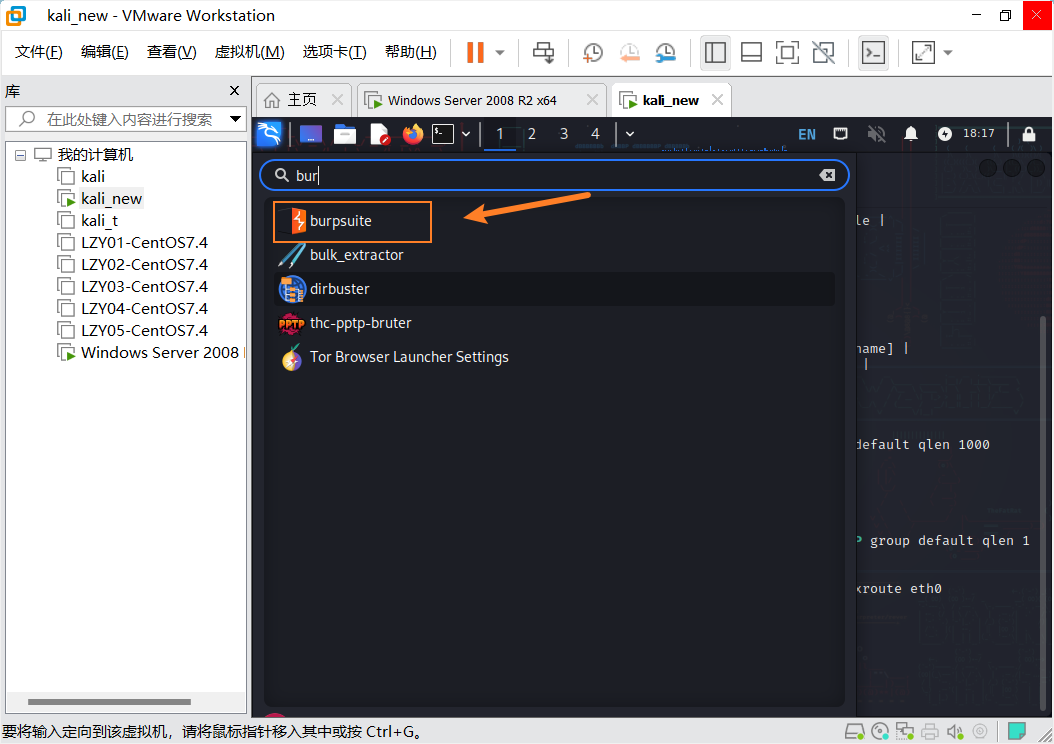 kali_new - VMware Workstation
文件(F) 编辑(E) 查看(V) 虚拟机(M) 选项卡(T) 帮助(H)
库
主页 Windows Server 2008 R2 x64 kali_new
在此处键入内容进行搜索
1 2 3 4 EN 18:17
我的计算机
kali
kali_new
kali_t
LZY01-CentOS7.4
LZY02-CentOS7.4
LZY03-CentOS7.4
LZY04-CentOS7.4
LZY05-CentOS7.4
Windows Server 2008
bur
burpsuite
bulk_extractor
dirbuster
PPTP
thc-pptp-bruter
Tor Browser Launcher Settings
le |
name] |
|
default qlen 1000
group default qlen 1
xroute eth0
要将输入定向到该虚拟机，请将鼠标指针移入其中或按 Ctrl+G。